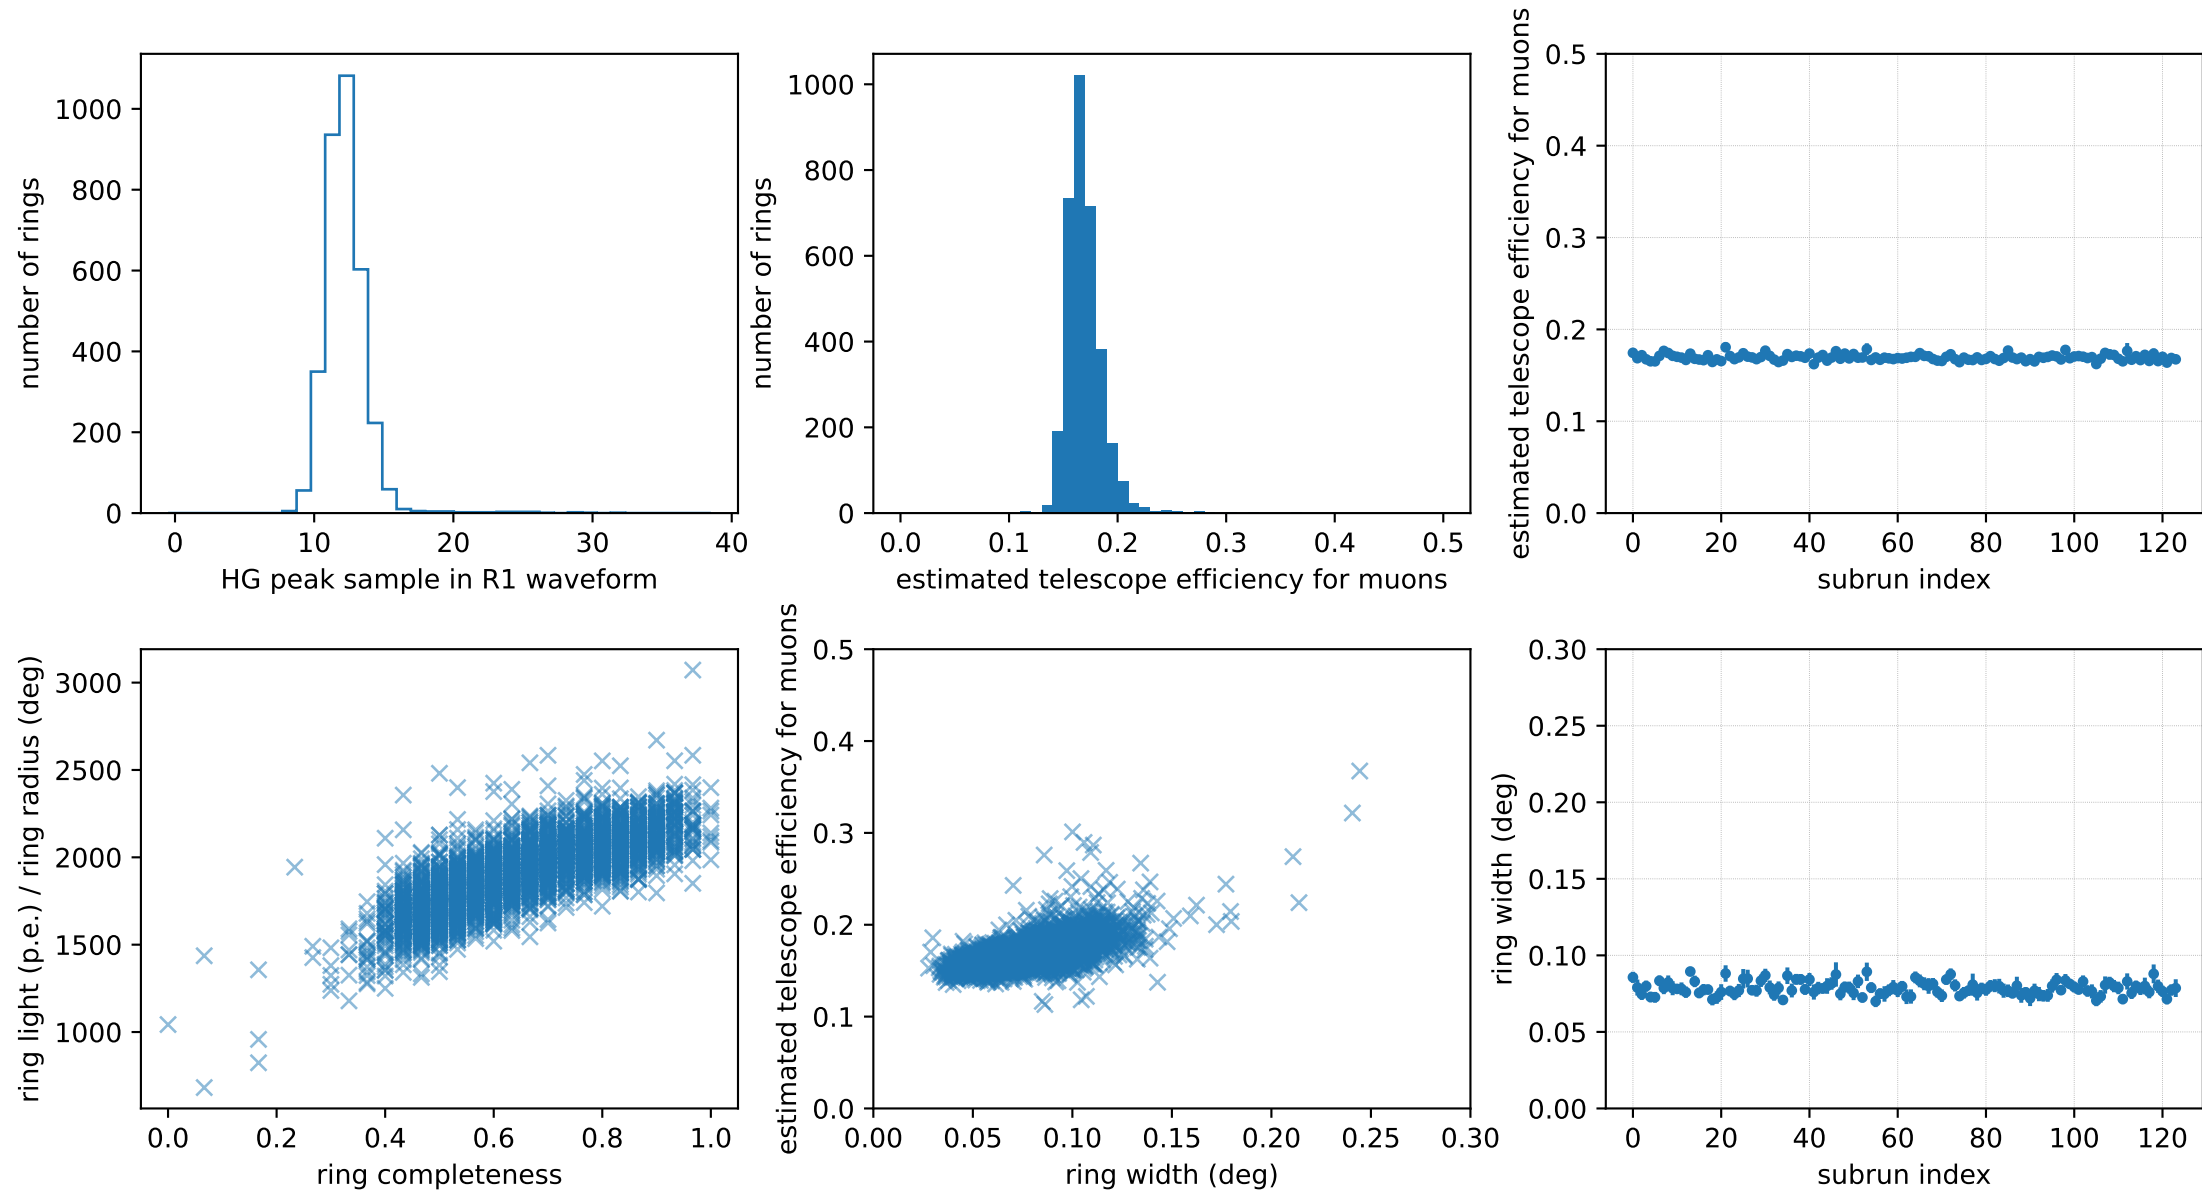 number of rings
1000
800
600
400
200
0
0 10 20 30 40
HG peak sample in R1 waveform
number of rings
1000
800
600
400
200
0
0.0 0.1 0.2 0.3 0.4 0.5
estimated telescope efficiency for muons
estimated telescope efficiency for muons
0.5
0.4
0.3
0.2
0.1
0.0
0 20 40 60 80 100 120
subrun index
ring light (p.e.) / ring radius (deg)
3000
2500
2000
1500
1000
0.0 0.2 0.4 0.6 0.8 1.0
ring completeness
estimated telescope efficiency for muons
0.5
0.4
0.3
0.2
0.1
0.0
0.00 0.05 0.10 0.15 0.20 0.25 0.30
ring width (deg)
ring width (deg)
0.30
0.25
0.20
0.15
0.10
0.05
0.00
0 20 40 60 80 100 120
subrun index